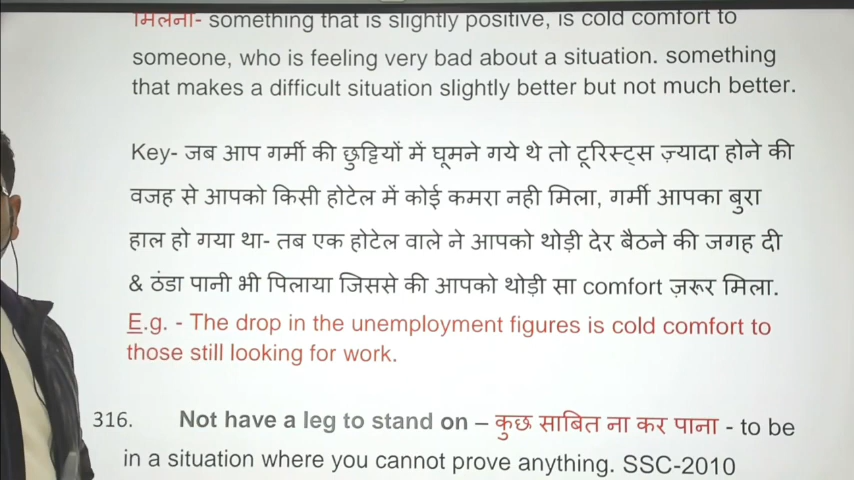 मिलना- something that is slightly positive, is cold comfort to
someone, who is feeling very bad about a situation. something
that makes a difficult situation slightly better but not much better.
Key- जब आप गर्मी की छुट्टियों में घूमने गये थे तो टूरिस्ट्स ज़्यादा होने की
वजह से आपको किसी होटेल में कोई कमरा नही मिला, गर्मी आपका बुरा
हाल हो गया था- तब एक होटेल वाले ने आपको थोड़ी देर बैठने की जगह दी
& ठंडा पानी भी पिलाया जिससे की आपको थोड़ी सा comfort ज़रूर मिला.
E.g. - The drop in the unemployment figures is cold comfort to
those still looking for work.
316. Not have a leg to stand on – कुछ साबित ना कर पाना - to be
in a situation where you cannot prove anything. SSC-2010